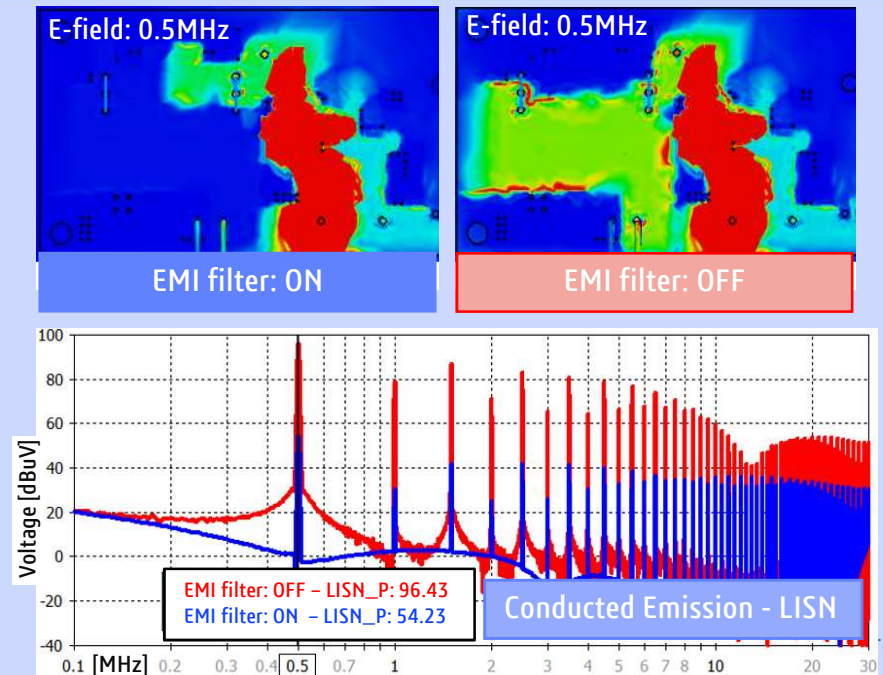 E-field: 0.5MHz
E-field: 0.5MHz
EMI filter: ON
EMI filter: OFF
100
80
60
40
20
0
-20
-40
Voltage [dBuV]
EMI filter: OFF – LISN_P: 96.43
EMI filter: ON – LISN_P: 54.23
Conducted Emission - LISN
0.1 [MHz] 0.2 0.3 0.4 0.5 0.7 1 2 3 4 5 6 7 8 10 20 30